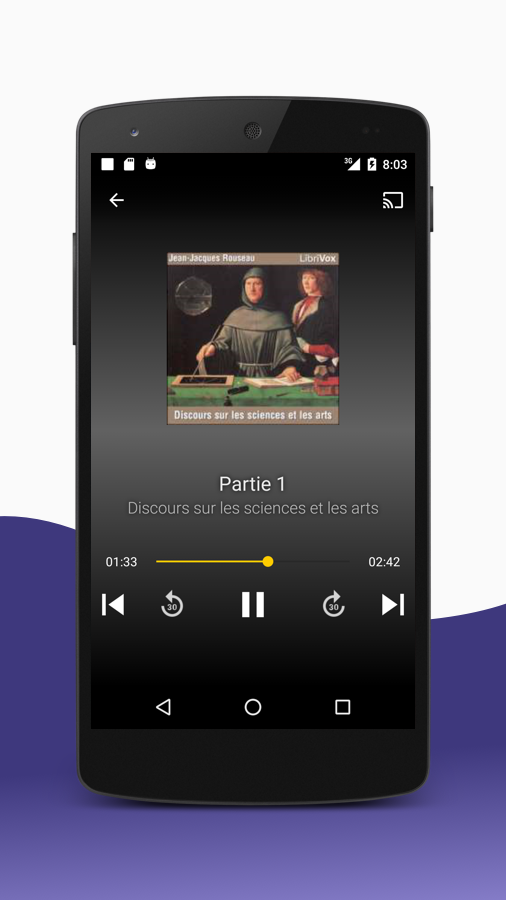 3G 8:03
Jean-Jacques Rouseau LibriVox
Discours sur les sciences et les arts
Partie 1
Discours sur les sciences et les arts
01:33 02:42
30 30